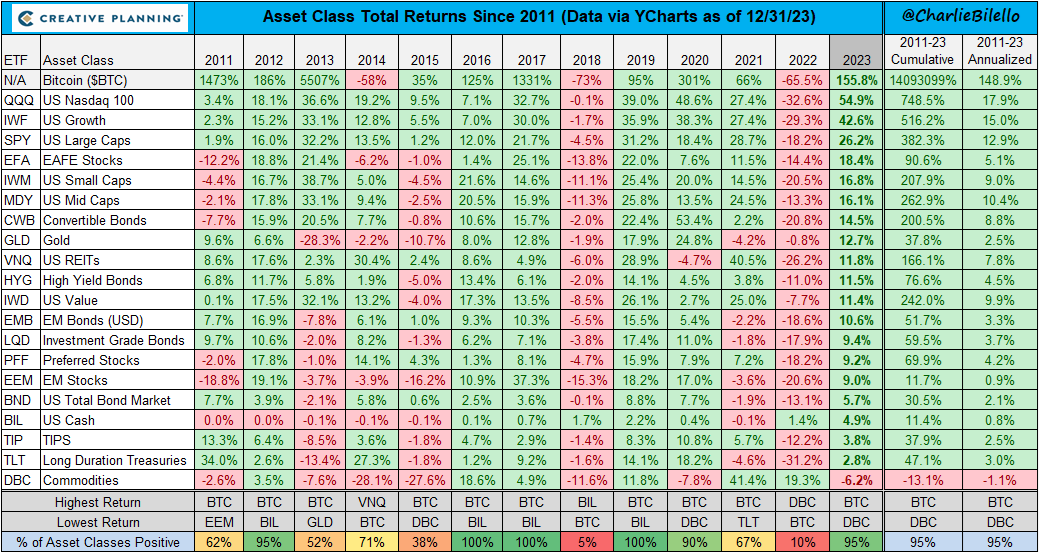 CREATIVE PLANNING® Asset Class Total Returns Since 2011 (Data via YCharts as of 12/31/23) @CharlieBilello
2011-23 2011-23
ETF Asset Class 2011 2012 2013 2014 2015 2016 2017 2018 2019 2020 2021 2022 2023 Cumulative Annualized
N/A Bitcoin ($BTC) 1473% 186% 5507% -58% 35% 125% 1331% -73% 95% 301% 66% -65.5% 155.8% 14093099% 148.9%
QQQ US Nasdaq 100 3.4% 18.1% 36.6% 19.2% 9.5% 7.1% 32.7% -0.1% 39.0% 48.6% 27.4% -32.6% 54.9% 748.5% 17.9%
IWF US Growth 2.3% 15.2% 33.1% 12.8% 5.5% 7.0% 30.0% -1.7% 35.9% 38.3% 27.4% -29.3% 42.6% 516.2% 15.0%
SPY US Large Caps 1.9% 16.0% 32.2% 13.5% 1.2% 12.0% 21.7% -4.5% 31.2% 18.4% 28.7% -18.2% 26.2% 382.3% 12.9%
EFA EAFE Stocks -12.2% 18.8% 21.4% -6.2% -1.0% 1.4% 25.1% -13.8% 22.0% 7.6% 11.5% -14.4% 18.4% 90.6% 5.1%
IWM US Small Caps -4.4% 16.7% 38.7% 5.0% -4.5% 21.6% 14.6% -11.1% 25.4% 20.0% 14.5% -20.5% 16.8% 207.9% 9.0%
MDY US Mid Caps -2.1% 17.8% 33.1% 9.4% -2.5% 20.5% 15.9% -11.3% 25.8% 13.5% 24.5% -13.3% 16.1% 262.9% 10.4%
CWB Convertible Bonds -7.7% 15.9% 20.5% 7.7% -0.8% 10.6% 15.7% -2.0% 22.4% 53.4% 2.2% -20.8% 14.5% 200.5% 8.8%
GLD Gold 9.6% 6.6% -28.3% -2.2% -10.7% 8.0% 12.8% -1.9% 17.9% 24.8% -4.2% -0.8% 12.7% 37.8% 2.5%
VNQ US REITs 8.6% 17.6% 2.3% 30.4% 2.4% 8.6% 4.9% -6.0% 28.9% -4.7% 40.5% -26.2% 11.8% 166.1% 7.8%
HYG High Yield Bonds 6.8% 11.7% 5.8% 1.9% -5.0% 13.4% 6.1% -2.0% 14.1% 4.5% 3.8% -11.0% 11.5% 76.6% 4.5%
IWD US Value 0.1% 17.5% 32.1% 13.2% -4.0% 17.3% 13.5% -8.5% 26.1% 2.7% 25.0% -7.7% 11.4% 242.0% 9.9%
EMB EM Bonds (USD) 7.7% 16.9% -7.8% 6.1% 1.0% 9.3% 10.3% -5.5% 15.5% 5.4% -2.2% -18.6% 10.6% 51.7% 3.3%
LQD Investment Grade Bonds 9.7% 10.6% -2.0% 8.2% -1.3% 6.2% 7.1% -3.8% 17.4% 11.0% -1.8% -17.9% 9.4% 59.5% 3.7%
PFF Preferred Stocks -2.0% 17.8% -1.0% 14.1% 4.3% 1.3% 8.1% -4.7% 15.9% 7.9% 7.2% -18.2% 9.2% 69.9% 4.2%
EEM EM Stocks -18.8% 19.1% -3.7% -3.9% -16.2% 10.9% 37.3% -15.3% 18.2% 17.0% -3.6% -20.6% 9.0% 11.7% 0.9%
BND US Total Bond Market 7.7% 3.9% -2.1% 5.8% 0.6% 2.5% 3.6% -0.1% 8.8% 7.7% -1.9% -13.1% 5.7% 30.5% 2.1%
BIL US Cash 0.0% 0.0% -0.1% -0.1% -0.1% 0.1% 0.7% 1.7% 2.2% 0.4% -0.1% 1.4% 4.9% 11.4% 0.8%
TIP TIPS 13.3% 6.4% -8.5% 3.6% -1.8% 4.7% 2.9% -1.4% 8.3% 10.8% 5.7% -12.2% 3.8% 37.9% 2.5%
TLT Long Duration Treasuries 34.0% 2.6% -13.4% 27.3% -1.8% 1.2% 9.2% -1.6% 14.1% 18.2% -4.6% -31.2% 2.8% 47.1% 3.0%
DBC Commodities -2.6% 3.5% -7.6% -28.1% -27.6% 18.6% 4.9% -11.6% 11.8% -7.8% 41.4% 19.3% -6.2% -13.1% -1.1%
Highest Return BTC BTC BTC VNQ BTC BTC BTC BIL BTC BTC BTC DBC BTC BTC BTC
Lowest Return EEM BIL GLD BTC DBC BIL BIL BTC BIL DBC TLT BTC DBC DBC DBC
% of Asset Classes Positive 62% 95% 52% 71% 38% 100% 100% 5% 100% 90% 67% 10% 95% 95% 95%